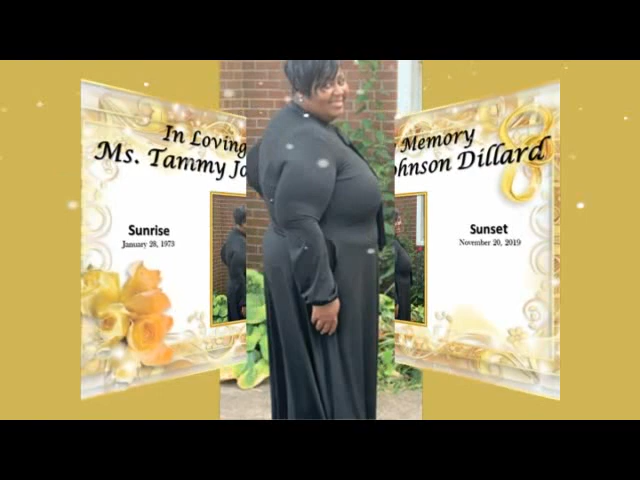 In Loving
Ms. Tammy Jo
Sunrise
January 28, 1973
Memory
ohnson Dillard
Sunset
November 20, 2019